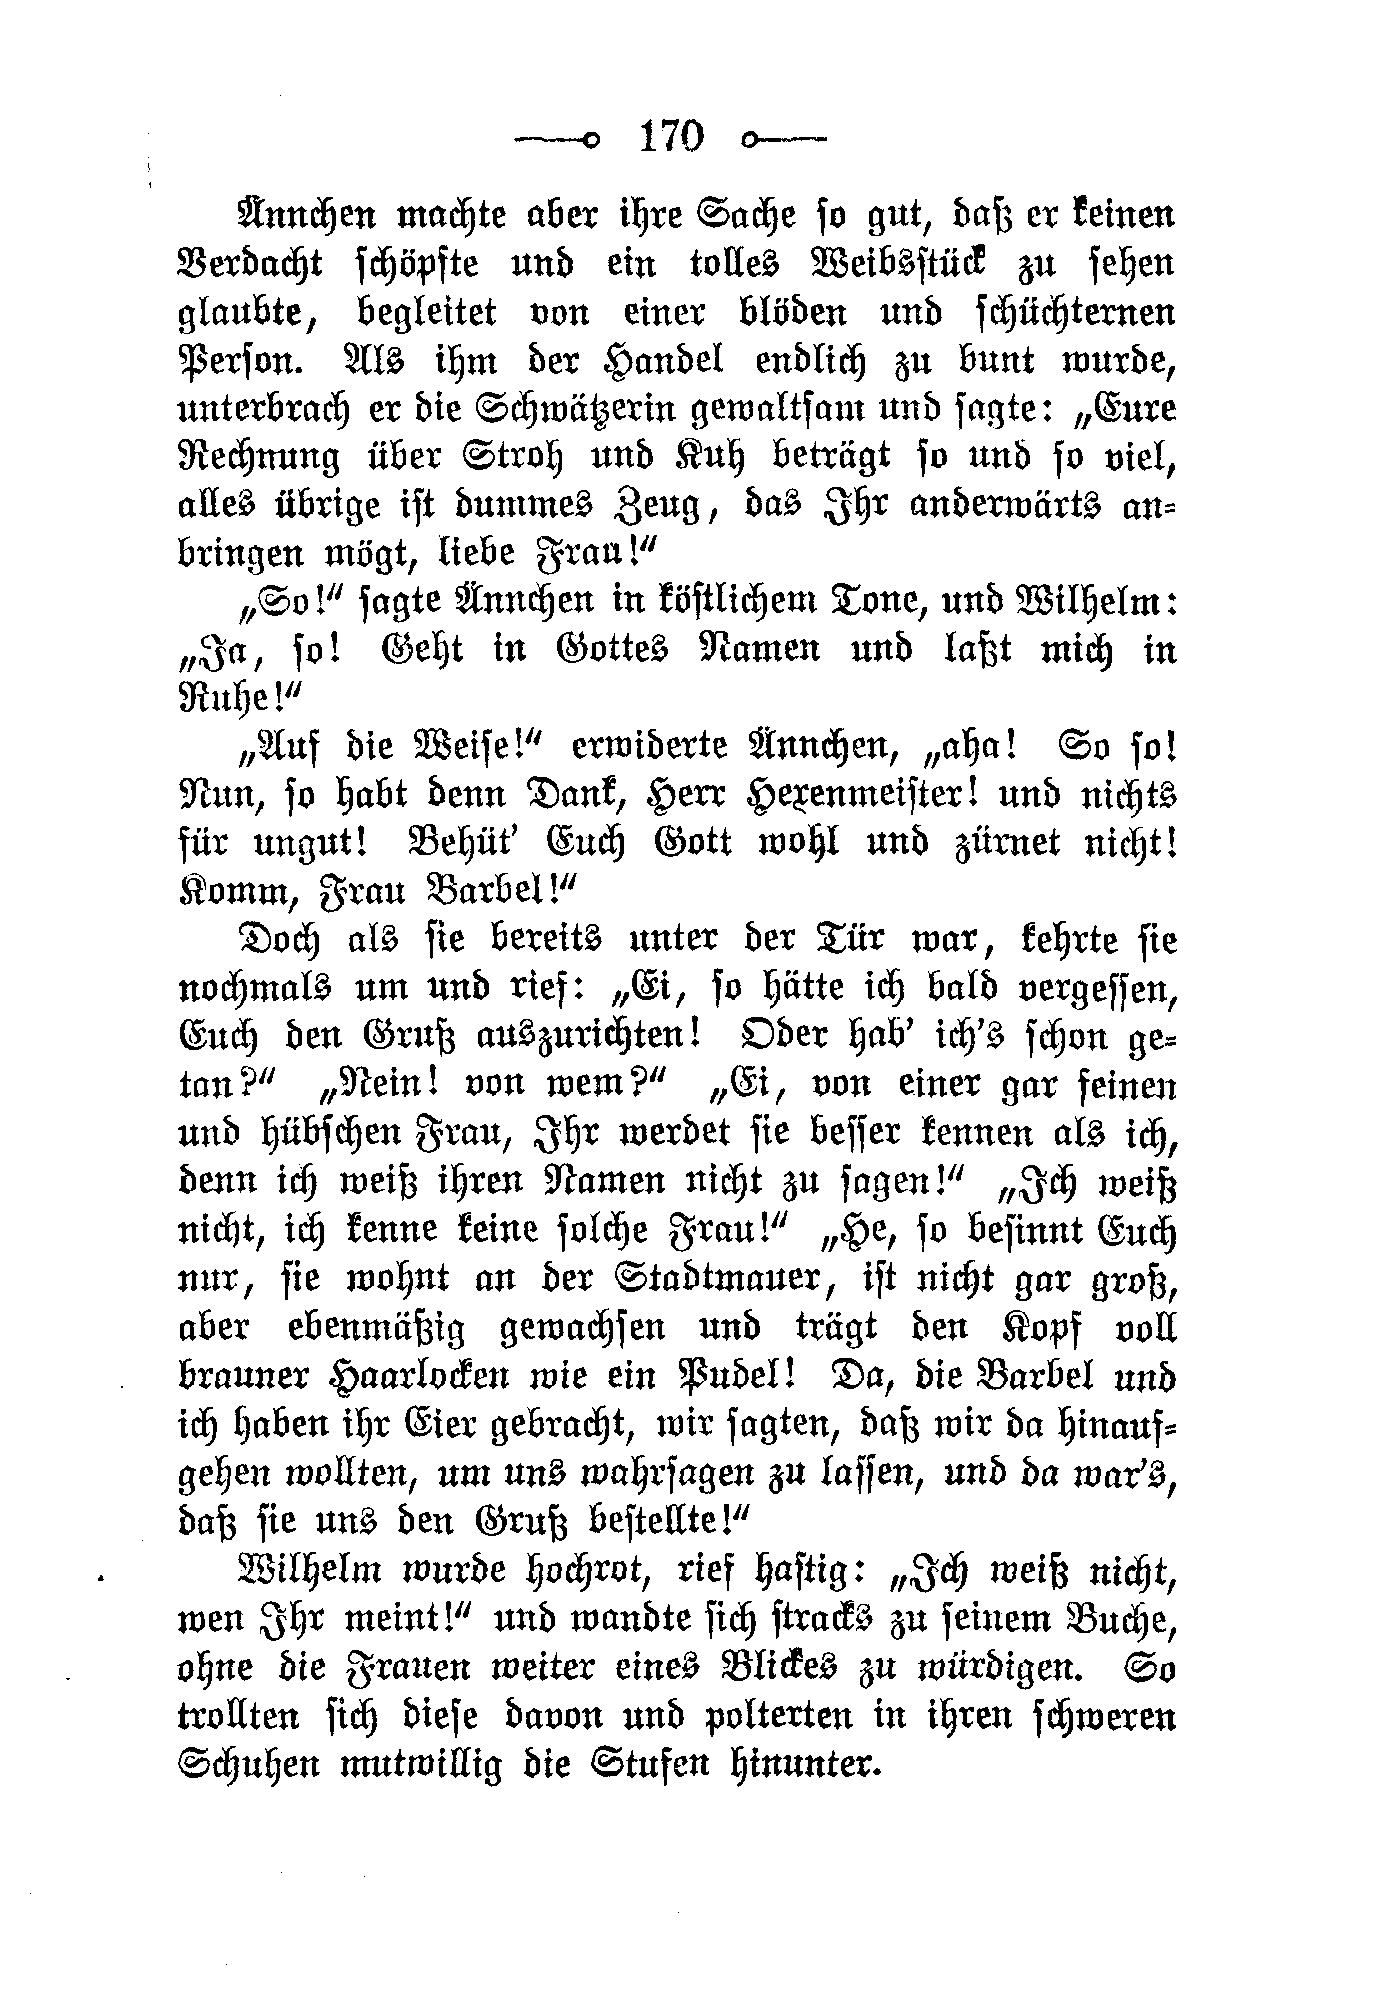 170
Ännchen machte aber ihre Sache so gut, daß er keinen
Verdacht schöpfte und ein tolles Weibsstück zu sehen
glaubte, begleitet von einer blöden und schüchternen
Person. Als ihm der Handel endlich zu bunt wurde,
unterbrach er die Schwätzerin gewaltsam und sagte: „Eure
Rechnung über Stroh und Kuh beträgt so und so viel,
alles übrige ist dummes Zeug, das Ihr anderwärts an-
bringen mögt, liebe Frau!“
„So!“ sagte Ännchen in köstlichem Tone, und Wilhelm:
„Ja, so! Geht in Gottes Namen und laßt mich in
Ruhe!“
„Auf die Weise!“ erwiderte Ännchen, „aha! So so!
Nun, so habt denn Dank, Herr Hexenmeister! und nichts
für ungut! Behüt’ Euch Gott wohl und zürnet nicht!
Komm, Frau Barbel!“
Doch als sie bereits unter der Tür war, kehrte sie
nochmals um und rief: „Ei, so hätte ich bald vergessen,
Euch den Gruß auszurichten! Oder hab’ ich’s schon ge-
tan?“ „Nein! von wem?“ „Ei, von einer gar feinen
und hübschen Frau, Ihr werdet sie besser kennen als ich,
denn ich weiß ihren Namen nicht zu sagen!“ „Ich weiß
nicht, ich kenne keine solche Frau!“ „He, so besinnt Euch
nur, sie wohnt an der Stadtmauer, ist nicht gar groß,
aber ebenmäßig gewachsen und trägt den Kopf voll
brauner Haarlocken wie ein Pudel! Da, die Barbel und
ich haben ihr Eier gebracht, wir sagten, daß wir da hinauf-
gehen wollten, um uns wahrsagen zu lassen, und da war’s,
daß sie uns den Gruß bestellte!“
Wilhelm wurde hochrot, rief hastig: „Ich weiß nicht,
wen Ihr meint!“ und wandte sich stracks zu seinem Buche,
ohne die Frauen weiter eines Blickes zu würdigen. So
trollten sich diese davon und polterten in ihren schweren
Schuhen mutwillig die Stufen hinunter.